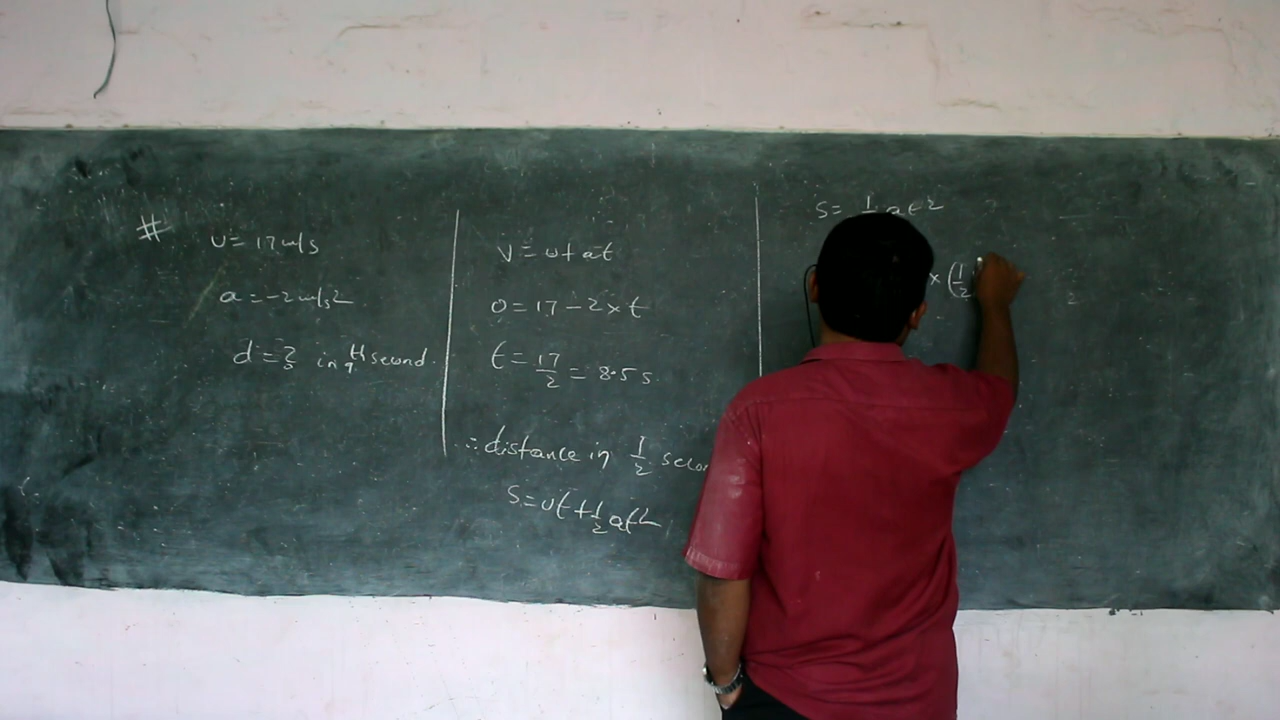 # u = 17 m/s
a = -2 m/s²
d = ? in 9th second.
v = u + at
0 = 17 - 2 × t
t = 17/2 = 8.5 s
∴ distance in 1/2
s = ut + 1/2 at²
s = 1/2 at²
× (1/2